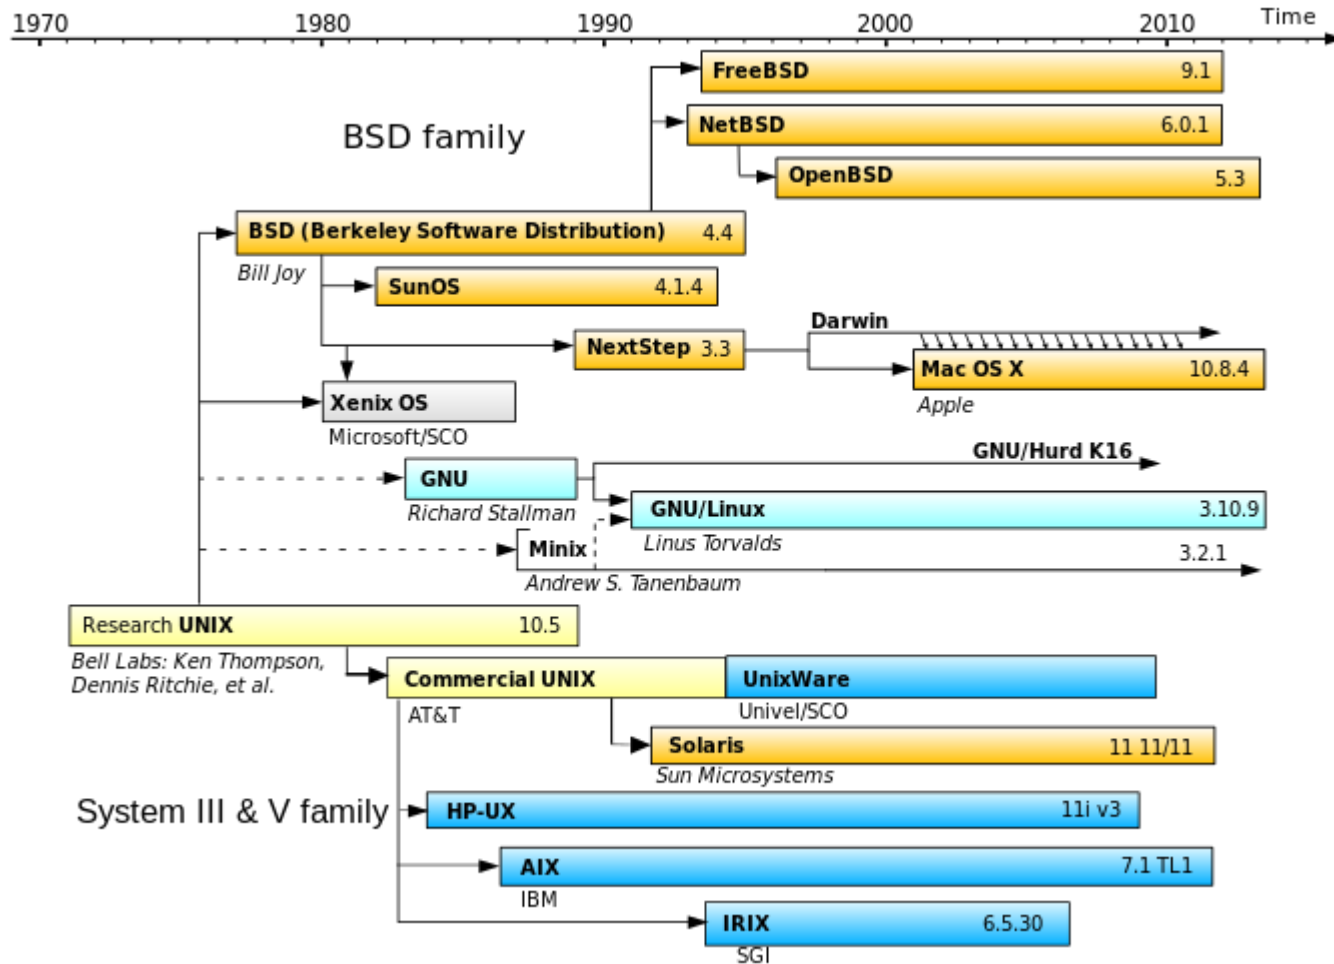 1970 1980 1990 2000 2010 Time
FreeBSD 9.1
NetBSD 6.0.1
BSD family
OpenBSD 5.3
BSD (Berkeley Software Distribution) 4.4
Bill Joy
SunOS 4.1.4
Darwin
NextStep 3.3
Mac OS X 10.8.4
Apple
Xenix OS
Microsoft/SCO
GNU/Hurd K16
GNU
Richard Stallman
GNU/Linux 3.10.9
Linus Torvalds
Minix 3.2.1
Andrew S. Tanenbaum
Research UNIX 10.5
Bell Labs: Ken Thompson,
Dennis Ritchie, et al.
Commercial UNIX
UnixWare
AT&T
Univel/SCO
Solaris 11 11/11
Sun Microsystems
System III & V family
HP-UX 11i v3
AIX 7.1 TL1
IBM
IRIX 6.5.30
SGI